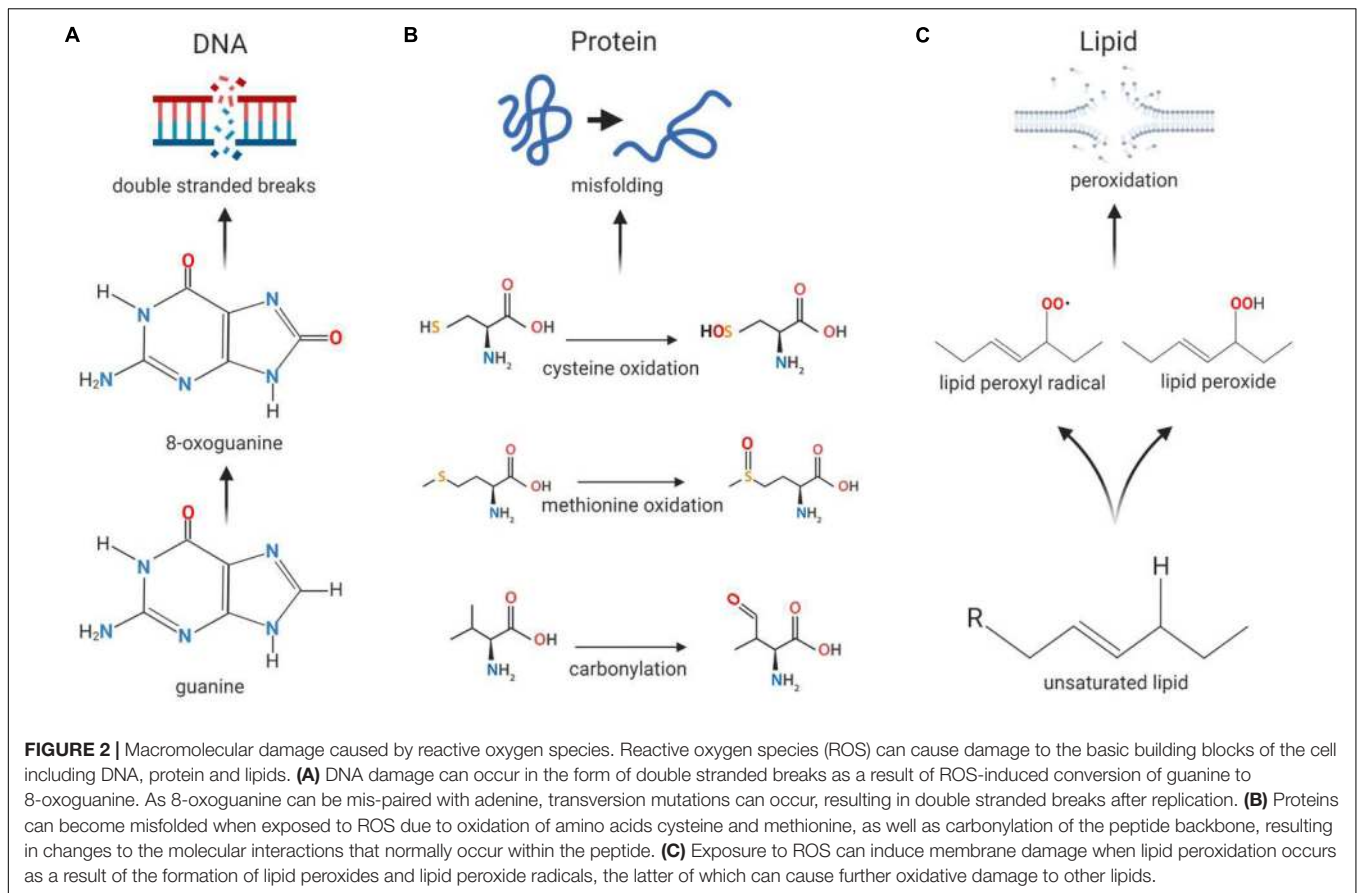 A
DNA
double stranded breaks
O
H
N
N
O
H₂N
N
N
H
8-oxoguanine
O
H
N
N
H
H₂N
N
N
H
guanine
B
Protein
misfolding
O
HS
OH
NH₂
cysteine oxidation
O
HOS
OH
NH₂
O
S
OH
NH₂
methionine oxidation
O
O
S
OH
NH₂
O
OH
NH₂
carbonylation
O
O
OH
NH₂
C
Lipid
peroxidation
OO·
lipid peroxyl radical
OOH
lipid peroxide
H
R
unsaturated lipid
FIGURE 2 | Macromolecular damage caused by reactive oxygen species. Reactive oxygen species (ROS) can cause damage to the basic building blocks of the cell
including DNA, protein and lipids. (A) DNA damage can occur in the form of double stranded breaks as a result of ROS-induced conversion of guanine to
8-oxoguanine. As 8-oxoguanine can be mis-paired with adenine, transversion mutations can occur, resulting in double stranded breaks after replication. (B) Proteins
can become misfolded when exposed to ROS due to oxidation of amino acids cysteine and methionine, as well as carbonylation of the peptide backbone, resulting
in changes to the molecular interactions that normally occur within the peptide. (C) Exposure to ROS can induce membrane damage when lipid peroxidation occurs
as a result of the formation of lipid peroxides and lipid peroxide radicals, the latter of which can cause further oxidative damage to other lipids.